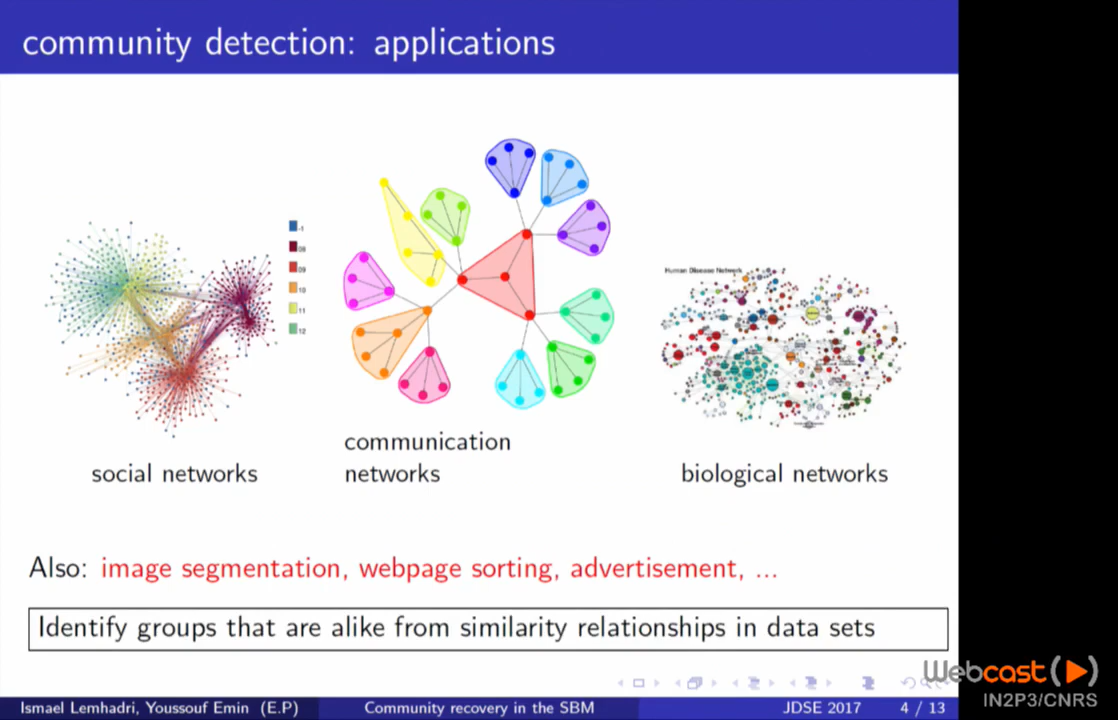 community detection: applications
-1
08
09
10
11
12
Human Disease Network
social networks
communication
networks
biological networks
Also: image segmentation, webpage sorting, advertisement, ...
Identify groups that are alike from similarity relationships in data sets
Webcast
IN2P3/CNRS
Ismael Lemhadri, Youssouf Emin (E.P) Community recovery in the SBM JDSE 2017 4 / 13